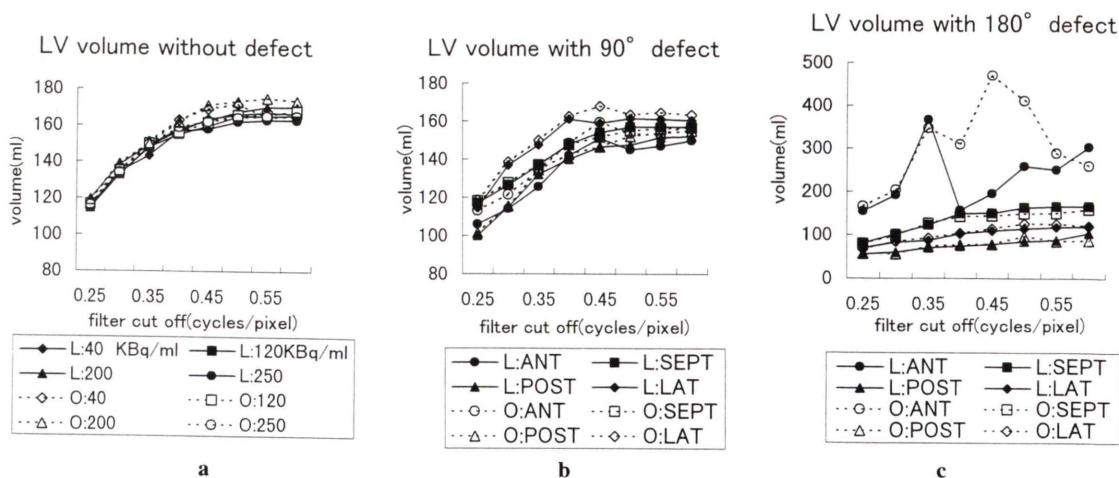 LV volume without defect
volume(ml)
180
160
140
120
100
80
0.25 0.35 0.45 0.55
filter cut off(cycles/pixel)
L:40 KBq/ml L:120KBq/ml
L:200 L:250
O:40 O:120
O:200 O:250
a
LV volume with 90° defect
volume(ml)
180
160
140
120
100
80
0.25 0.35 0.45 0.55
filter cut off(cycles/pixel)
L:ANT L:SEPT
L:POST L:LAT
O:ANT O:SEPT
O:POST O:LAT
b
LV volume with 180° defect
volume(ml)
500
400
300
200
100
0
0.25 0.35 0.45 0.55
filter cut off(cycles/pixel)
L:ANT L:SEPT
L:POST L:LAT
O:ANT O:SEPT
O:POST O:LAT
c